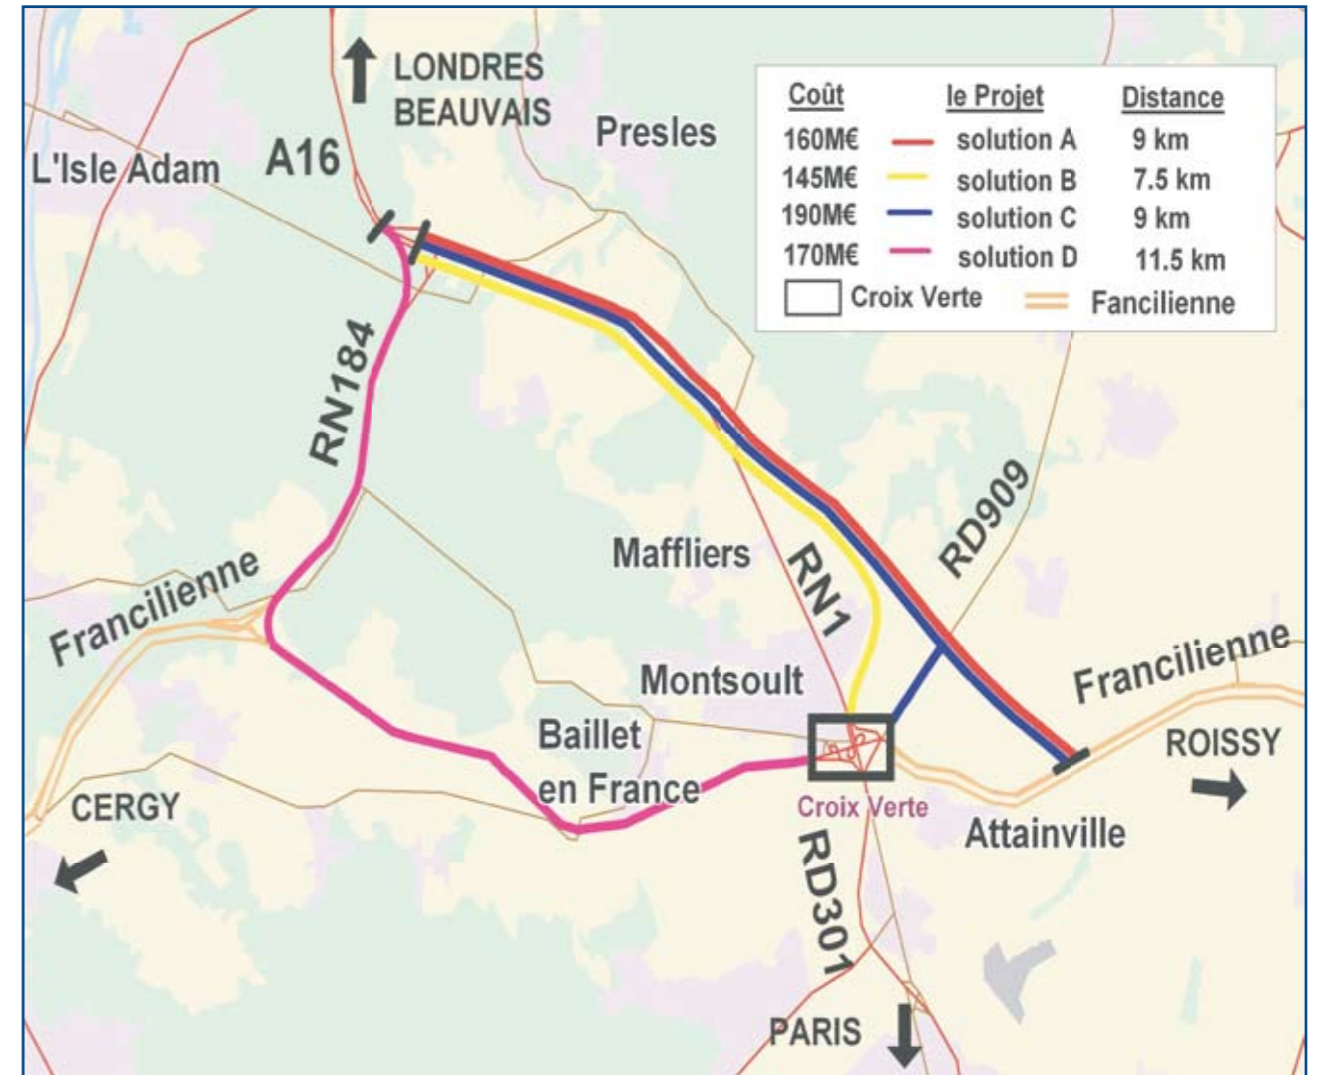 LONDRES
BEAUVAIS
Presles
A16
L'Isle Adam
Coût le Projet Distance
160M€ solution A 9 km
145M€ solution B 7.5 km
190M€ solution C 9 km
170M€ solution D 11.5 km
Croix Verte Fancilienne
RN184
RD909
Maffliers
RN1
Francilienne
Francilienne
Montsoult
Baillet
en France
ROISSY
CERGY
Croix Verte
Attainville
RD301
PARIS